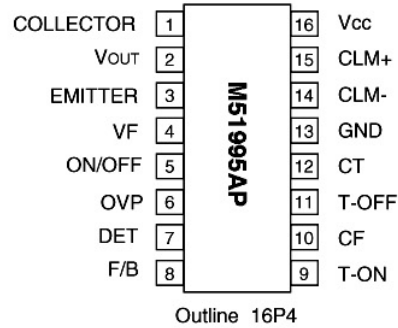 COLLECTOR 1 16 Vcc
VOUT 2 15 CLM+
EMITTER 3 14 CLM-
VF 4 13 GND
ON/OFF 5 12 CT
OVP 6 11 T-OFF
DET 7 10 CF
F/B 8 9 T-ON
M51995AP
Outline 16P4